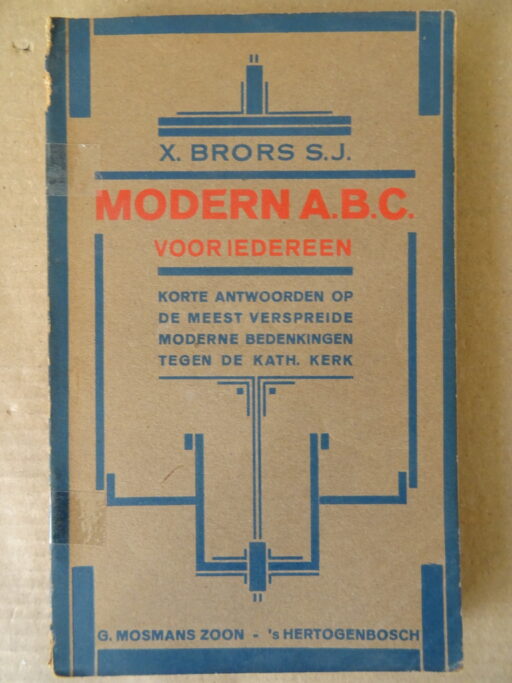 X. BRORS S.J.
MODERN A.B.C.
VOOR IEDEREEN
KORTE ANTWOORDEN OP
DE MEEST VERSPREIDE
MODERNE BEDENKINGEN
TEGEN DE KATH. KERK
G. MOSMANS ZOON - 's HERTOGENBOSCH